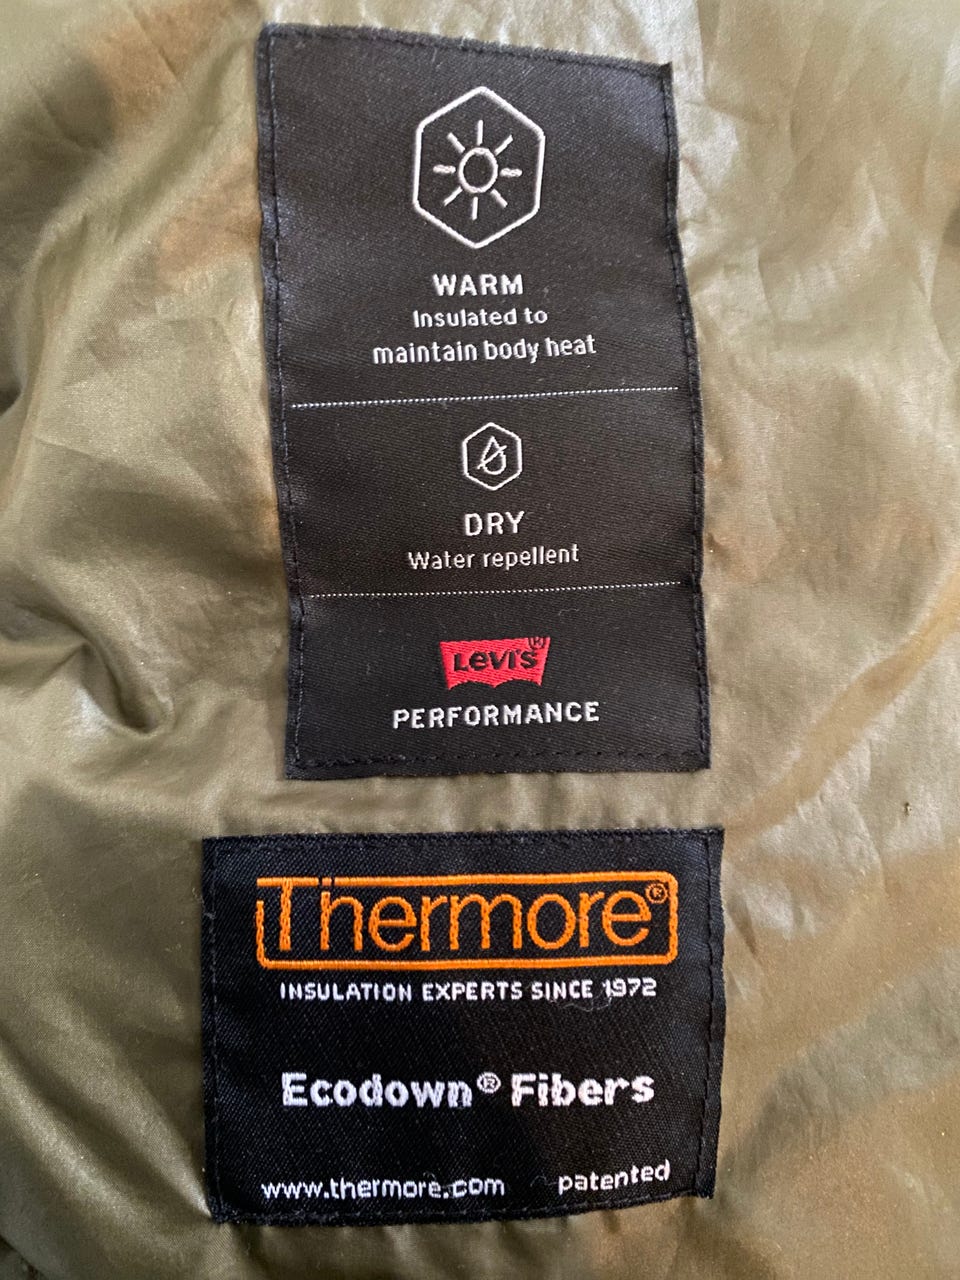 WARM
Insulated to
maintain body heat
DRY
Water repellent
Levi's®
PERFORMANCE
Thermore®
INSULATION EXPERTS SINCE 1972
Ecodown® Fibers
www.thermore.com patented